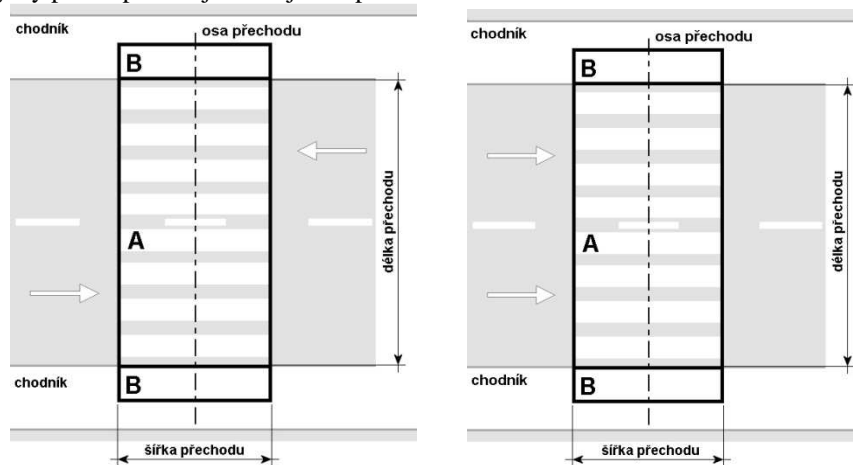 chodník
osa přechodu
B
A
délka přechodu
chodník
B
šířka přechodu
chodník
osa přechodu
B
A
délka přechodu
chodník
B
šířka přechodu